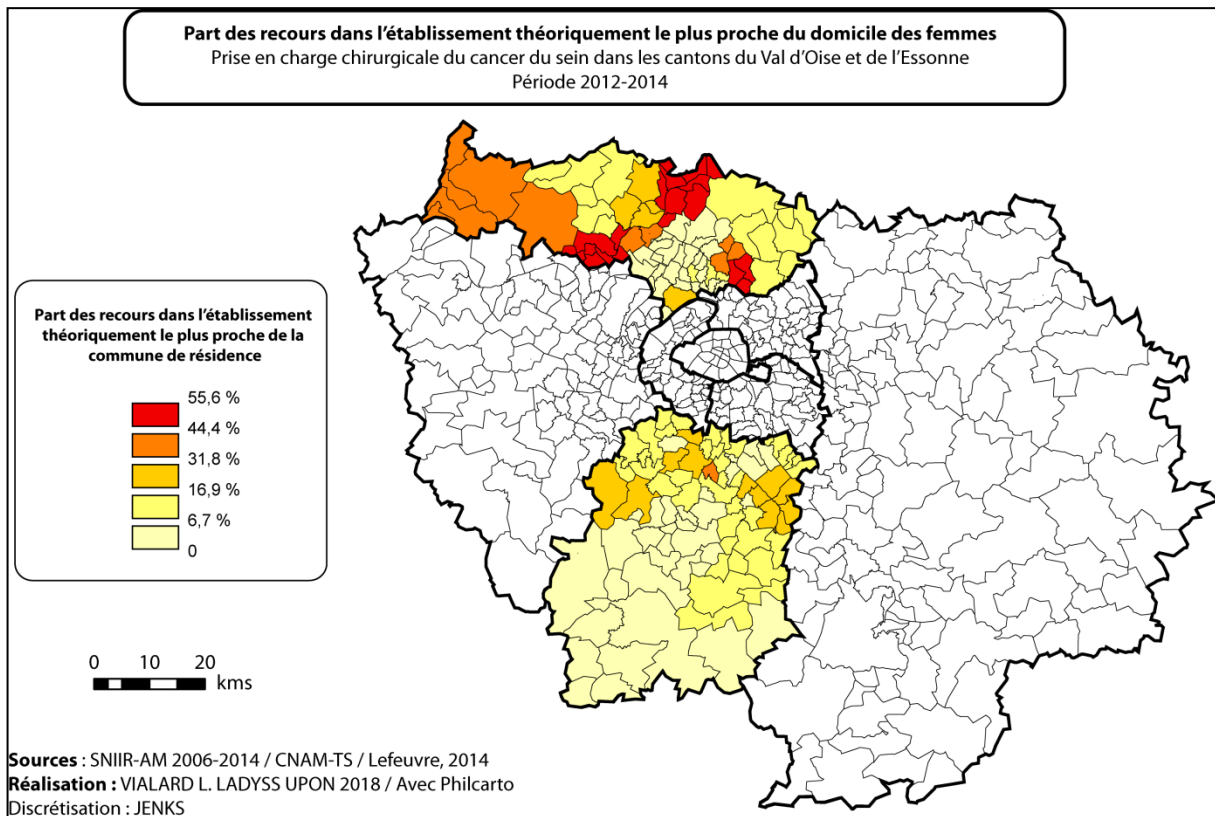 Part des recours dans l'établissement théoriquement le plus proche du domicile des femmes
Prise en charge chirurgicale du cancer du sein dans les cantons du Val d'Oise et de l'Essonne
Période 2012-2014
Part des recours dans l'établissement
théoriquement le plus proche de la
commune de résidence
55,6 %
44,4 %
31,8 %
16,9 %
6,7 %
0
0 10 20
kms
Sources : SNIIR-AM 2006-2014 / CNAM-TS / Lefeuvre, 2014
Réalisation : VIALARD L. LADYSS UPON 2018 / Avec Philcarto
Discrétisation : JENKS